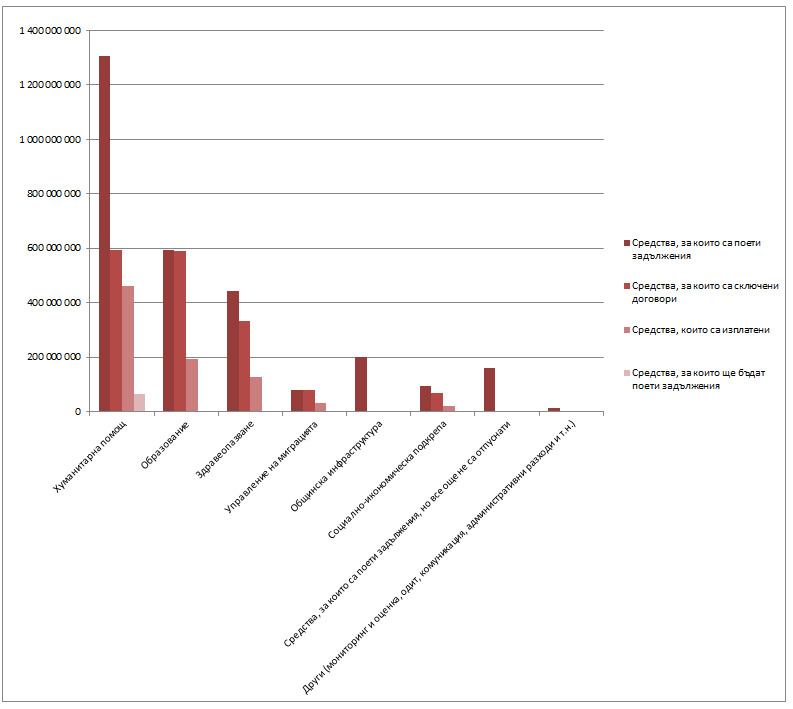 1 400 000 000
1 200 000 000
1 000 000 000
800 000 000
600 000 000
400 000 000
200 000 000
0
Хуманитарна помощ
Образование
Здравеопазване
Управление на миграцията
Общинска инфраструктура
Социално-икономическа подкрепа
Средства, за които са поети задължения, но все още не са отпуснати
Други (мониторинг и оценка, одит, комуникация, административни разходи и т.н.)
Средства, за които са поети
задължения
Средства, за които са сключени
договори
Средства, които са изплатени
Средства, за които ще бъдат
поети задължения